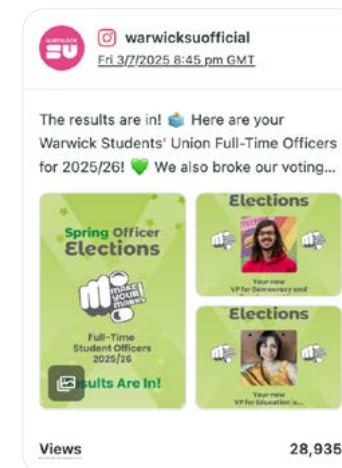 warwick
SU
warwicksuofficial
Fri 3/7/2025 8:45 pm GMT
The results are in! 🗳️ Here are your
Warwick Students' Union Full-Time Officers
for 2025/26! 💚 We also broke our voting...
Spring Officer
Elections
MAKE
YOUR
MARK
Full-Time
Student Officers
2025/26
sults Are In!
Elections
Your new
VP for Democracy and
Elections
Your new
VP for Education is...
Views 28,935